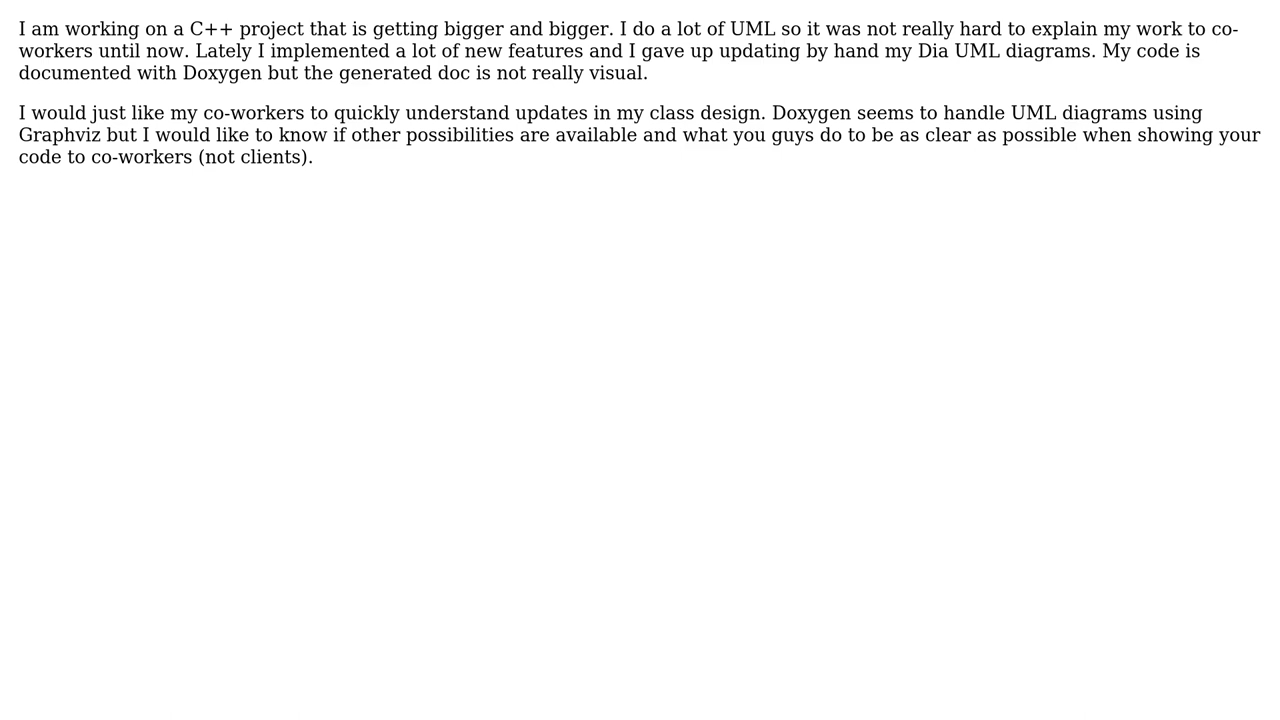 I am working on a C++ project that is getting bigger and bigger. I do a lot of UML so it was not really hard to explain my work to co-
workers until now. Lately I implemented a lot of new features and I gave up updating by hand my Dia UML diagrams. My code is
documented with Doxygen but the generated doc is not really visual.
I would just like my co-workers to quickly understand updates in my class design. Doxygen seems to handle UML diagrams using
Graphviz but I would like to know if other possibilities are available and what you guys do to be as clear as possible when showing your
code to co-workers (not clients).